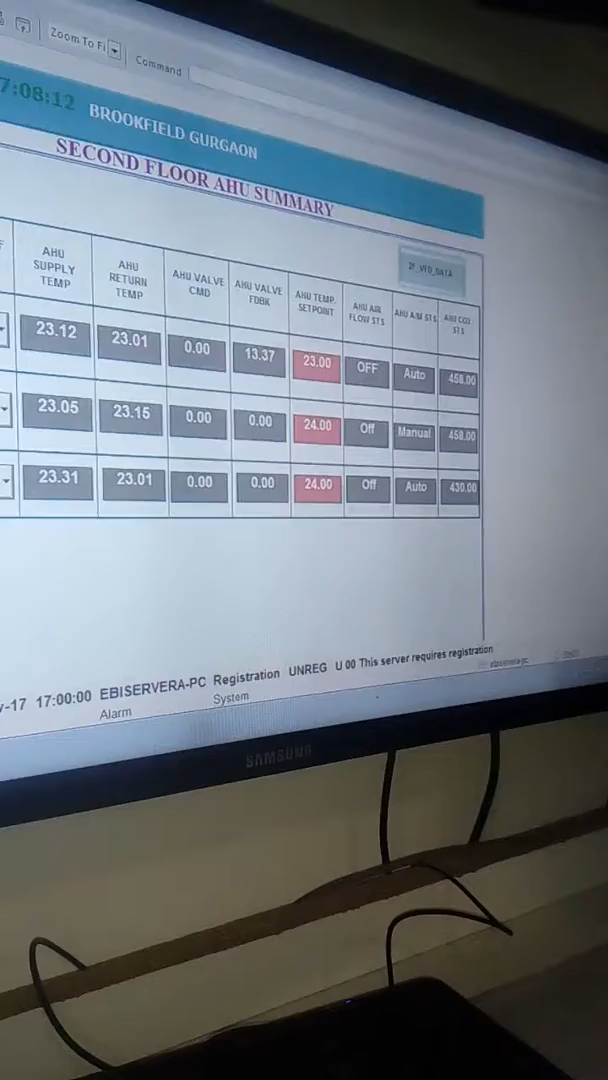 Zoom To Fi
Command
7:08:12
BROOKFIELD GURGAON
SECOND FLOOR AHU SUMMARY
2F_VFD_DATA
AHU SUPPLY TEMP AHU RETURN TEMP AHU VALVE CMD AHU VALVE FDBK AHU TEMP. SETPOINT AHU AIR FLOW STS AHU A/M STS AHU CO2 STS
23.12 23.01 0.00 13.37 23.00 OFF Auto 458.00
23.05 23.15 0.00 0.00 24.00 Off Manual 458.00
23.31 23.01 0.00 0.00 24.00 Off Auto 430.00
-17 17:00:00 EBISERVERA-PC Registration UNREG U 00 This server requires registration
Alarm System ebiservera-pc
SAMSUNG